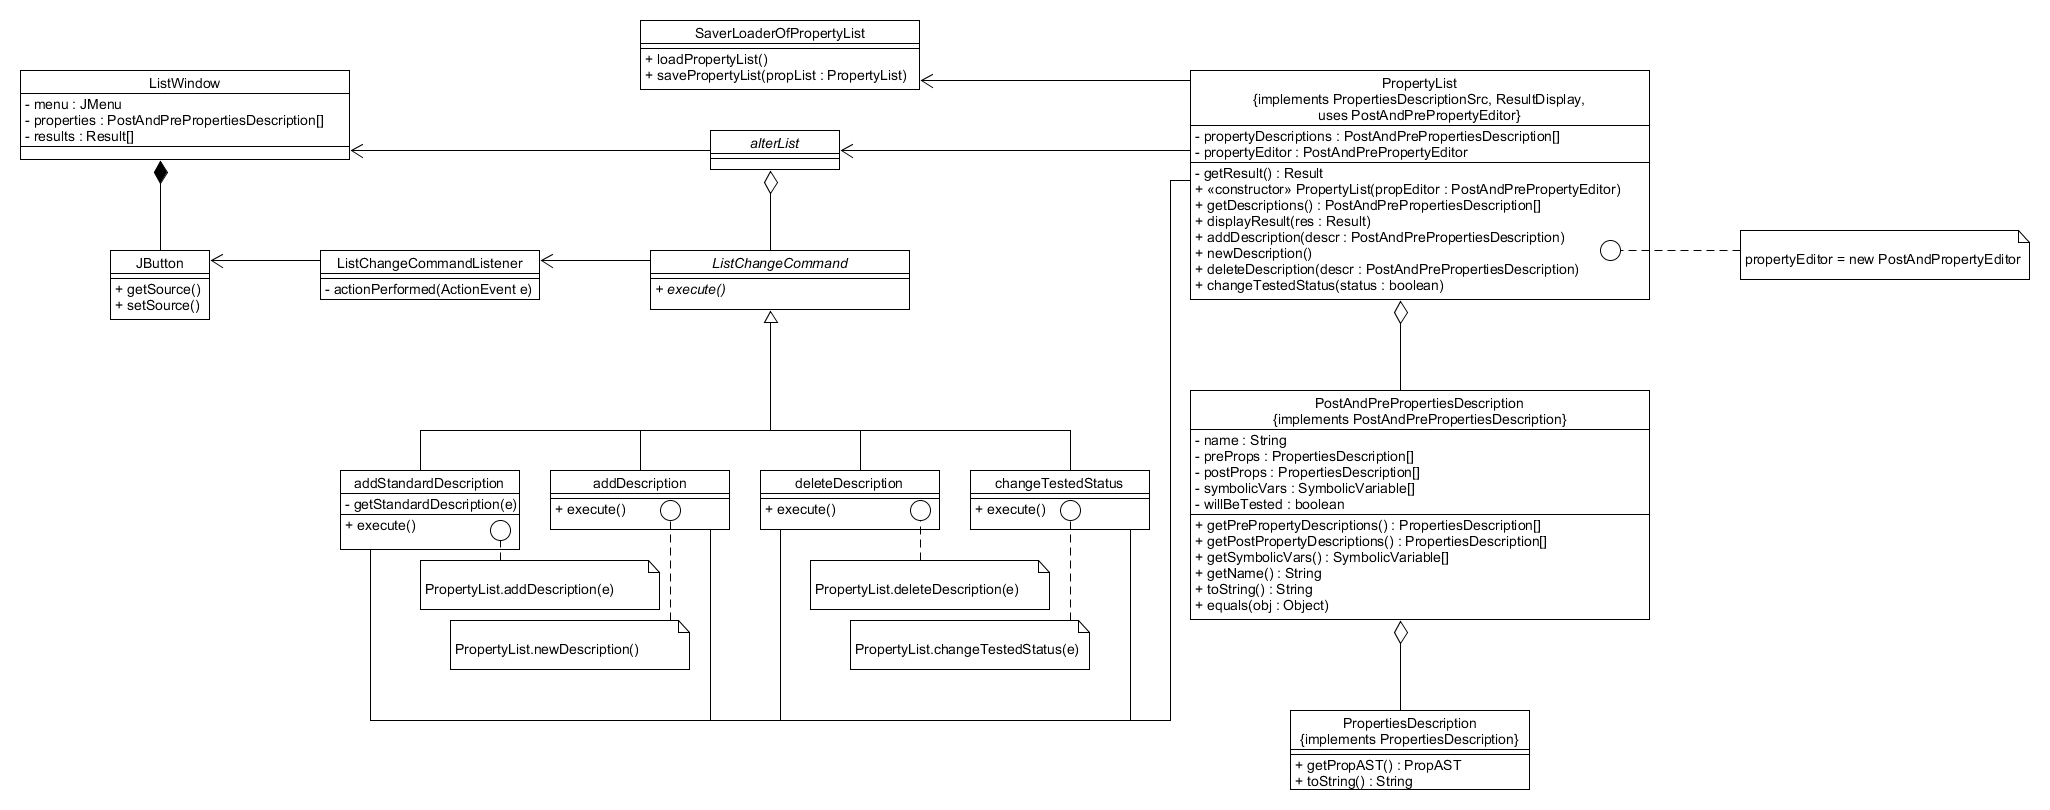 SaverLoaderOfPropertyList
+ loadPropertyList()
+ savePropertyList(propList : PropertyList)
ListWindow
- menu : JMenu
- properties : PostAndPrePropertiesDescription[]
- results : Result[]
alterList
PropertyList
{implements PropertiesDescriptionSrc, ResultDisplay,
uses PostAndPrePropertyEditor}
- propertyDescriptions : PostAndPrePropertiesDescription[]
- propertyEditor : PostAndPrePropertyEditor
- getResult() : Result
+ «constructor» PropertyList(propEditor : PostAndPrePropertyEditor)
+ getDescriptions() : PostAndPrePropertiesDescription[]
+ displayResult(res : Result)
+ addDescription(descr : PostAndPrePropertiesDescription)
+ newDescription()
+ deleteDescription(descr : PostAndPrePropertiesDescription)
+ changeTestedStatus(status : boolean)
propertyEditor = new PostAndPropertyEditor
JButton
+ getSource()
+ setSource()
ListChangeCommandListener
- actionPerformed(ActionEvent e)
ListChangeCommand
+ execute()
PostAndPrePropertiesDescription
{implements PostAndPrePropertiesDescription}
- name : String
- preProps : PropertiesDescription[]
- postProps : PropertiesDescription[]
- symbolicVars : SymbolicVariable[]
- willBeTested : boolean
+ getPrePropertyDescriptions() : PropertiesDescription[]
+ getPostPropertyDescriptions() : PropertiesDescription[]
+ getSymbolicVars() : SymbolicVariable[]
+ getName() : String
+ toString() : String
+ equals(obj : Object)
addStandardDescription
- getStandardDescription(e)
+ execute()
addDescription
+ execute()
deleteDescription
+ execute()
changeTestedStatus
+ execute()
PropertyList.addDescription(e)
PropertyList.deleteDescription(e)
PropertyList.newDescription()
PropertyList.changeTestedStatus(e)
PropertiesDescription
{implements PropertiesDescription}
+ getPropAST() : PropAST
+ toString() : String